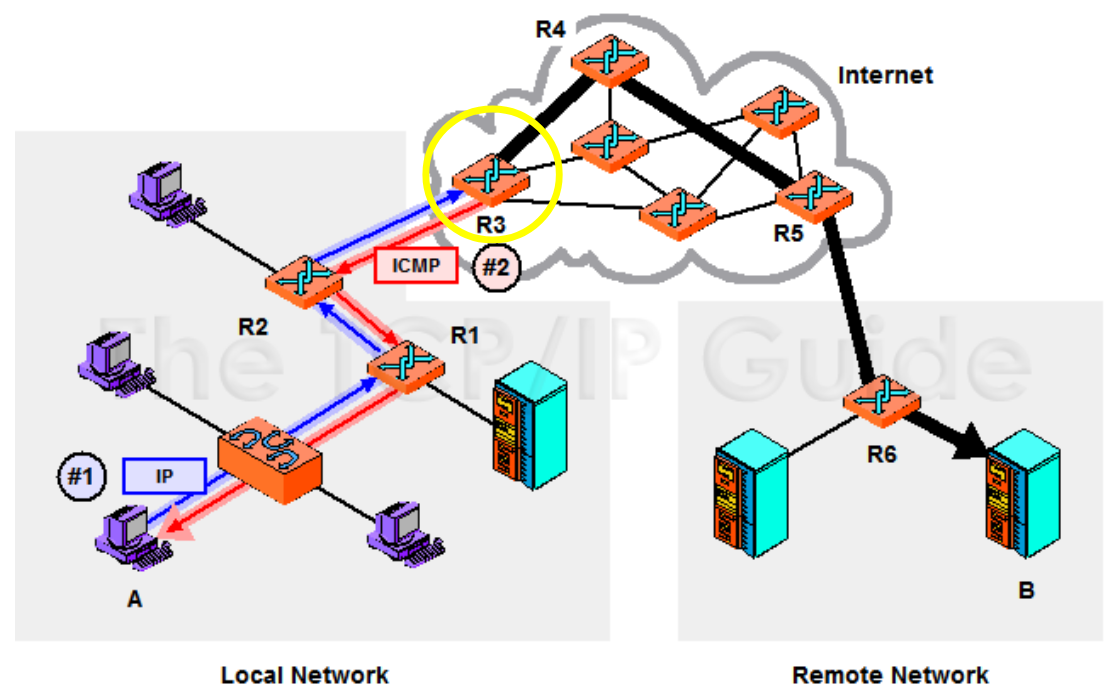 R4
Internet
R3
R5
ICMP
#2
R2
R1
The TCP/IP Guide
#1
IP
R6
A
B
Local Network
Remote Network